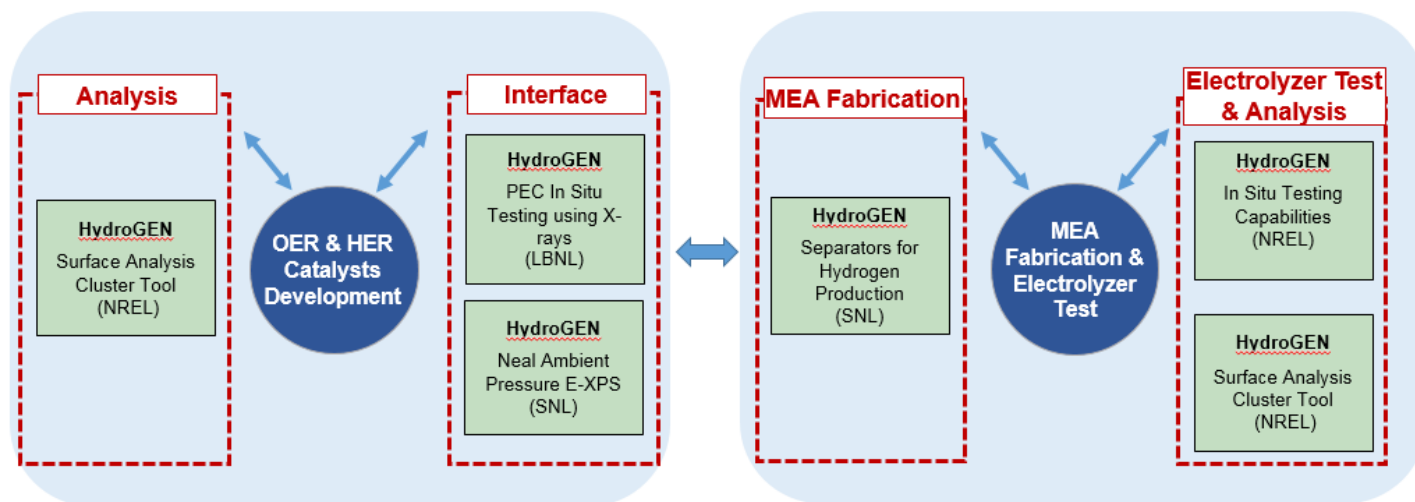 Analysis
HydroGEN
Surface Analysis
Cluster Tool
(NREL)
OER & HER
Catalysts
Development
Interface
HydroGEN
PEC In Situ
Testing using X-
rays
(LBNL)
HydroGEN
Neal Ambient
Pressure E-XPS
(SNL)
MEA Fabrication
HydroGEN
Separators for
Hydrogen
Production
(SNL)
MEA
Fabrication &
Electrolyzer
Test
Electrolyzer Test
& Analysis
HydroGEN
In Situ Testing
Capabilities
(NREL)
HydroGEN
Surface Analysis
Cluster Tool
(NREL)